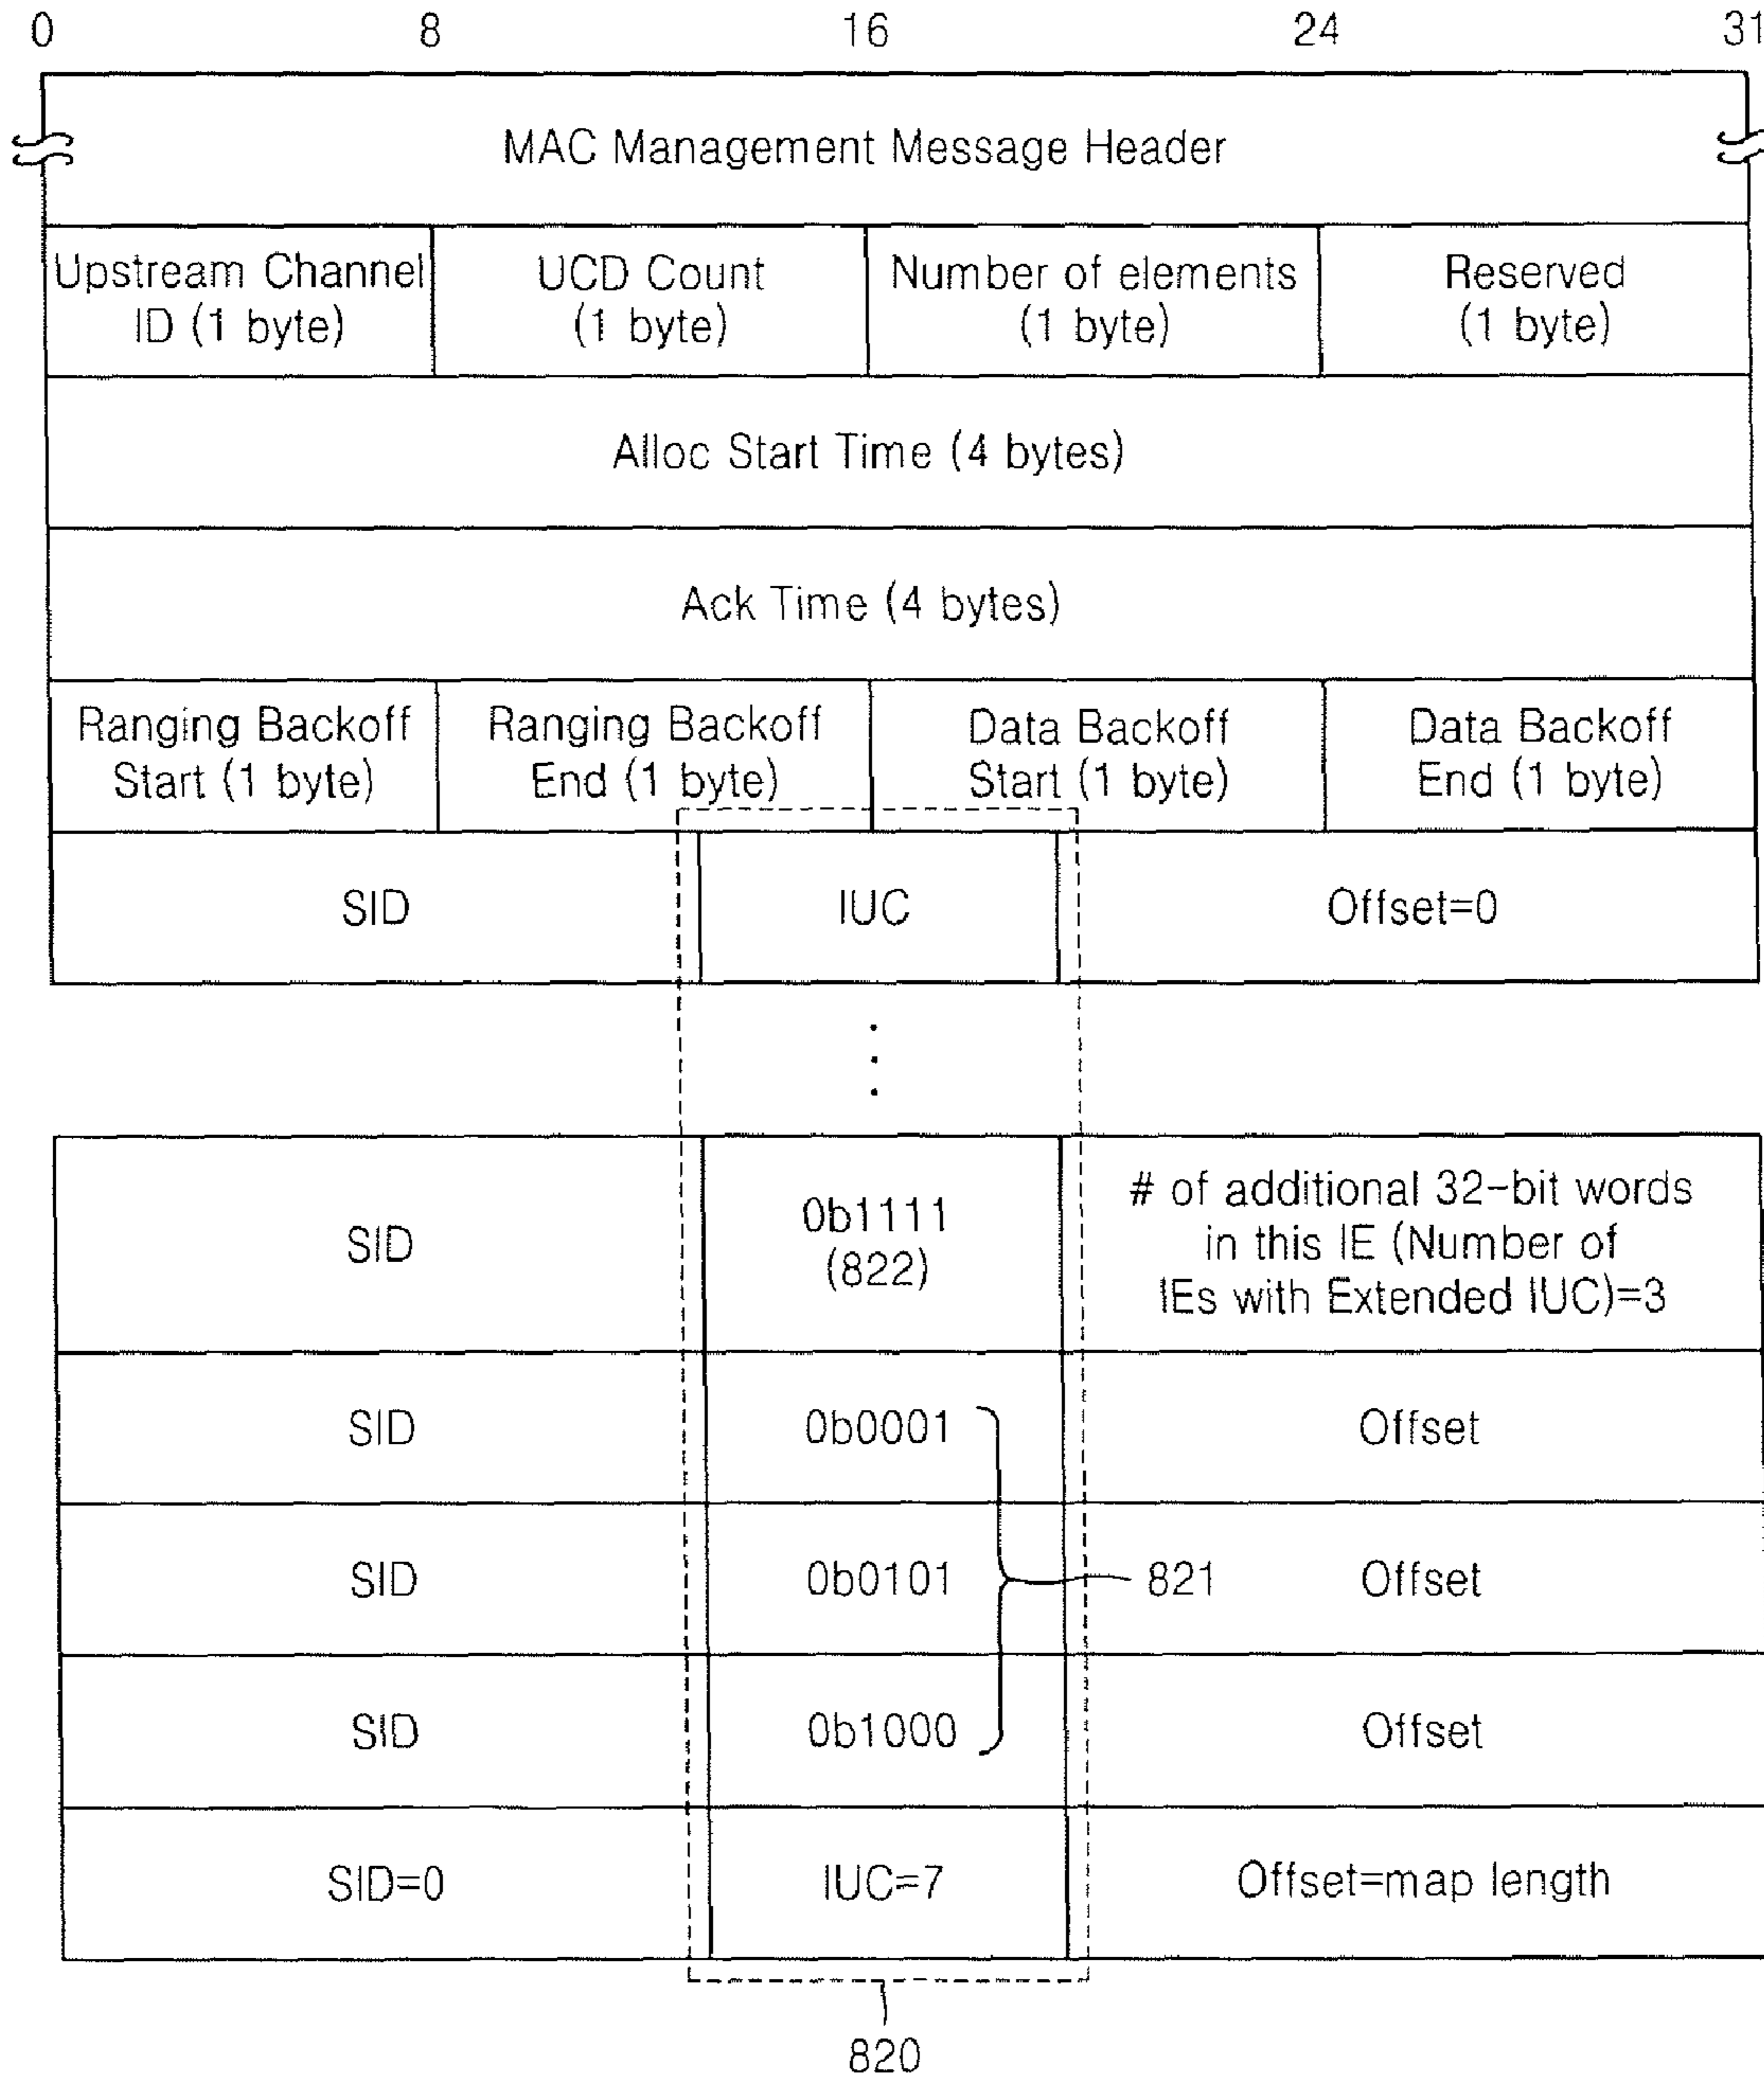 0 8 16 24 31
MAC Management Message Header
Upstream Channel
ID (1 byte)
UCD Count
(1 byte)
Number of elements
(1 byte)
Reserved
(1 byte)
Alloc Start Time (4 bytes)
Ack Time (4 bytes)
Ranging Backoff
Start (1 byte)
Ranging Backoff
End (1 byte)
Data Backoff
Start (1 byte)
Data Backoff
End (1 byte)
SID
IUC
Offset=0
SID
0b1111
(822)
# of additional 32-bit words
in this IE (Number of
IEs with Extended IUC)=3
SID
0b0001
Offset
SID
0b0101
821
Offset
SID
0b1000
Offset
SID=0
IUC=7
Offset=map length
820